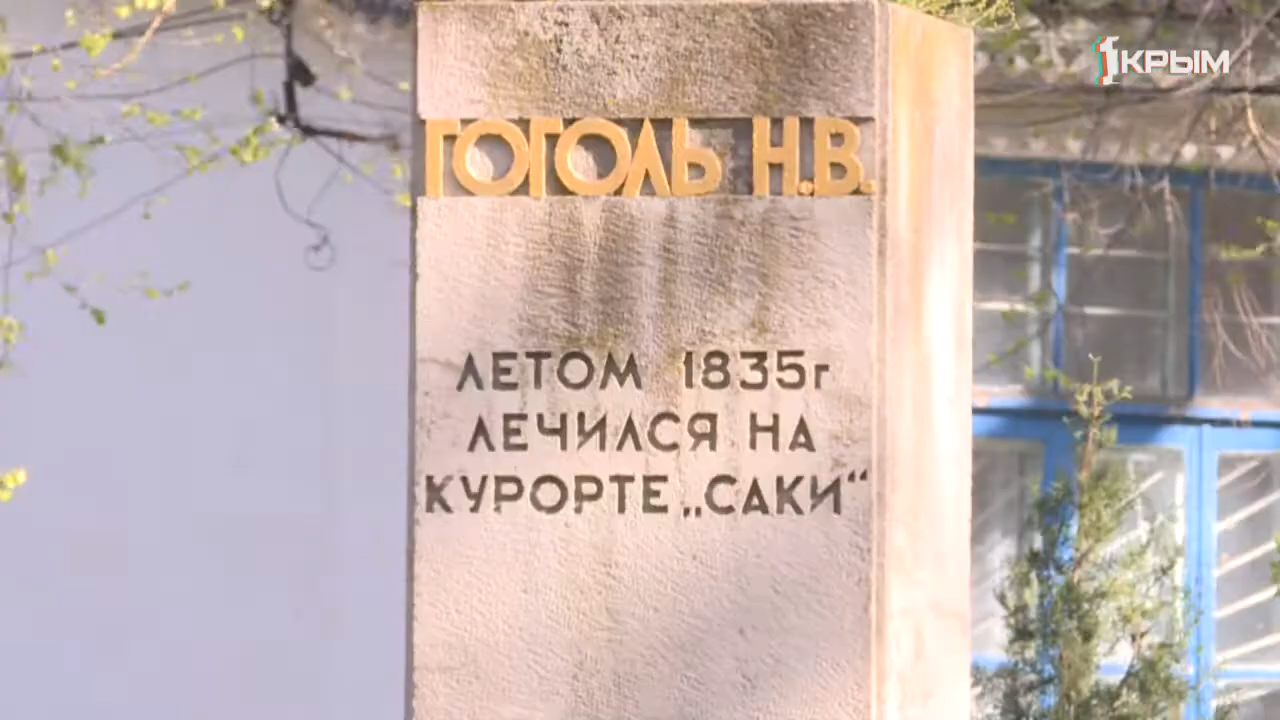 1КРЫМ
ГОГОЛЬ Н.В.
ЛЕТОМ 1835г
ЛЕЧИЛСЯ НА
КУРОРТЕ „САКИ“